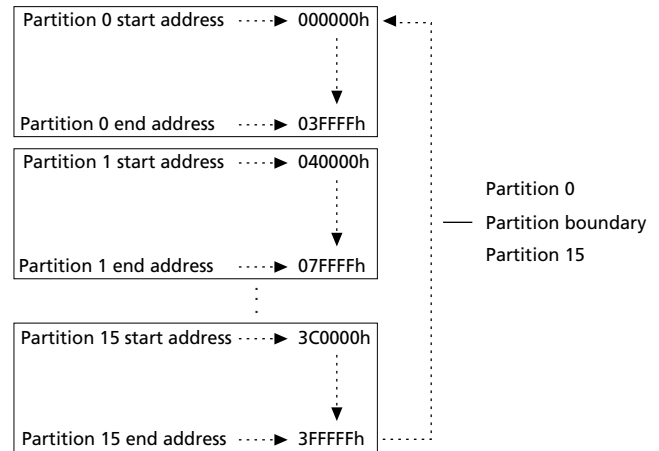 Partition 0 start address 000000h
Partition 0 end address 03FFFFh
Partition 1 start address 040000h
Partition 1 end address 07FFFFh
Partition 15 start address 3C0000h
Partition 15 end address 3FFFFFh
Partition 0
Partition boundary
Partition 15